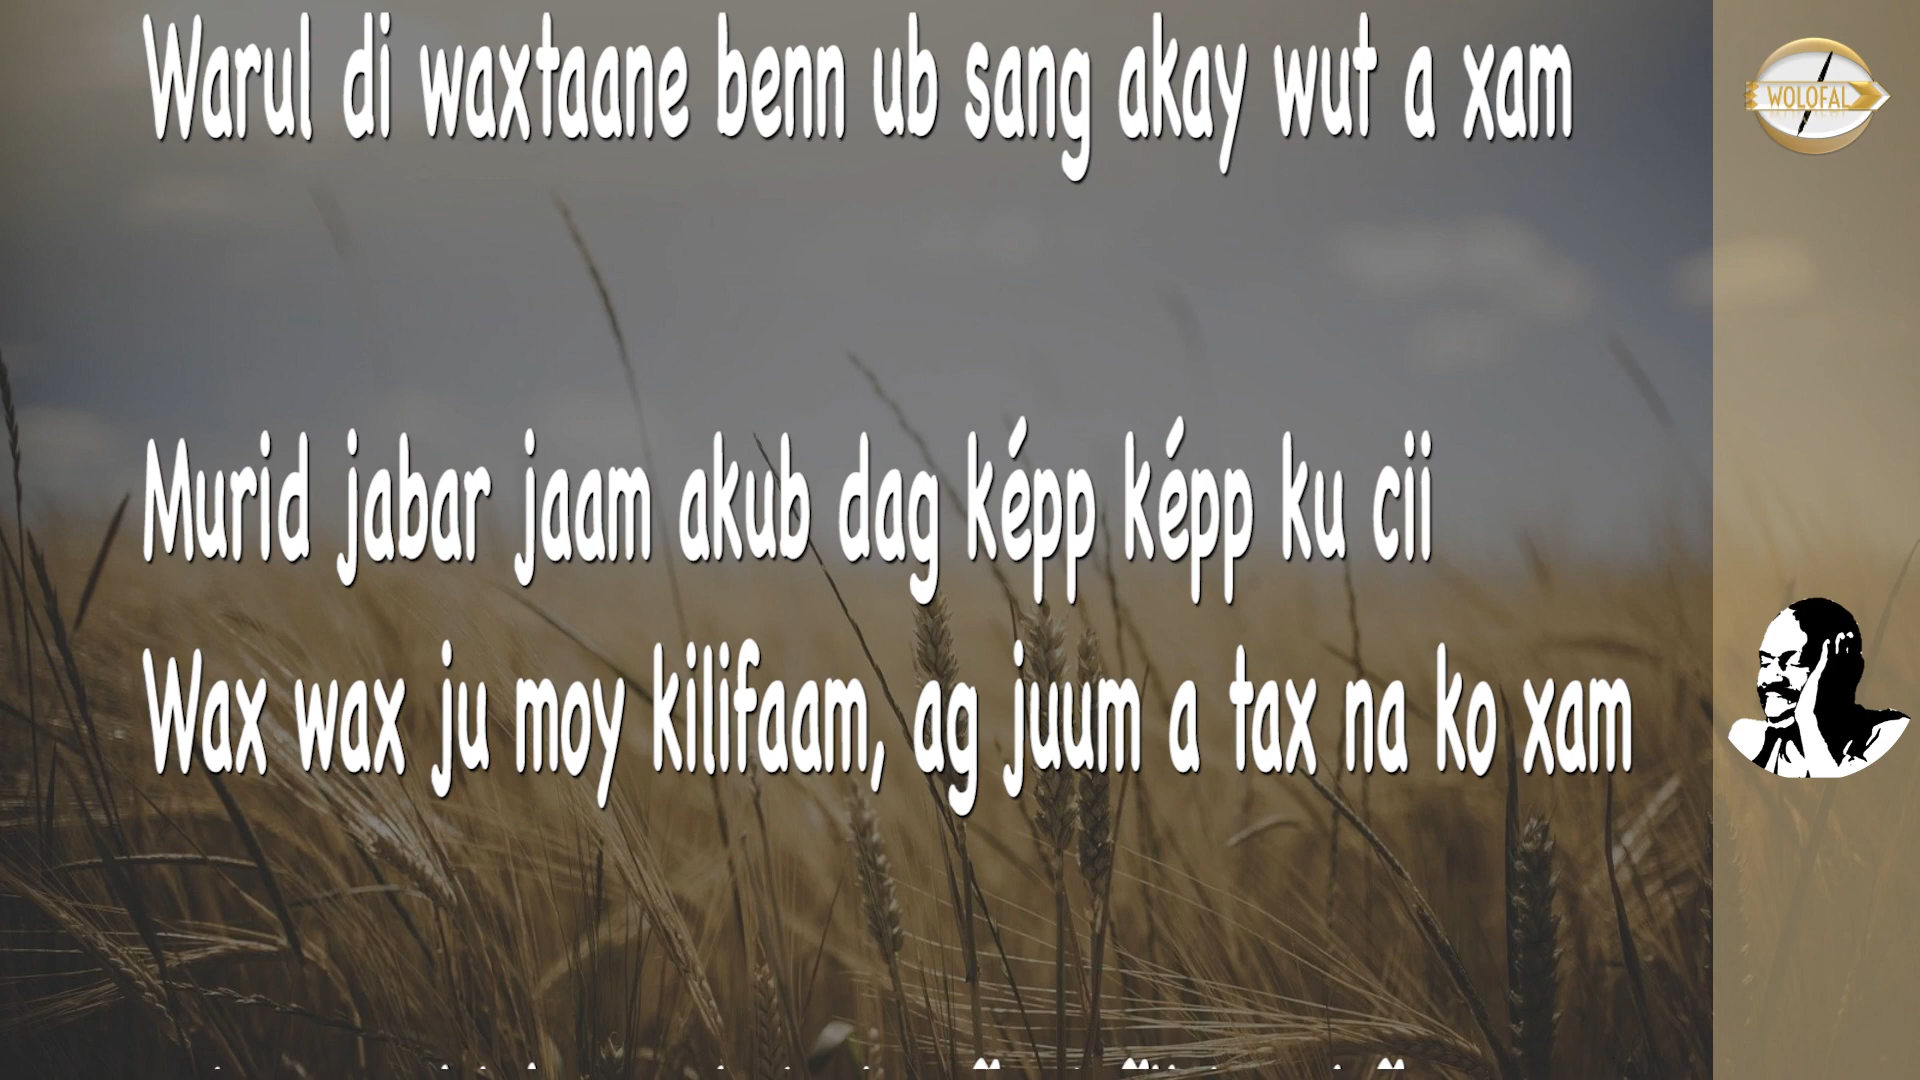 Warul di waxtaane benn ub sang akay wut a xam
WOLOFAL
Murid jabar jaam akub dag képp képp ku cii
Wax wax ju moy kilifaam, ag juum a tax na ko xam